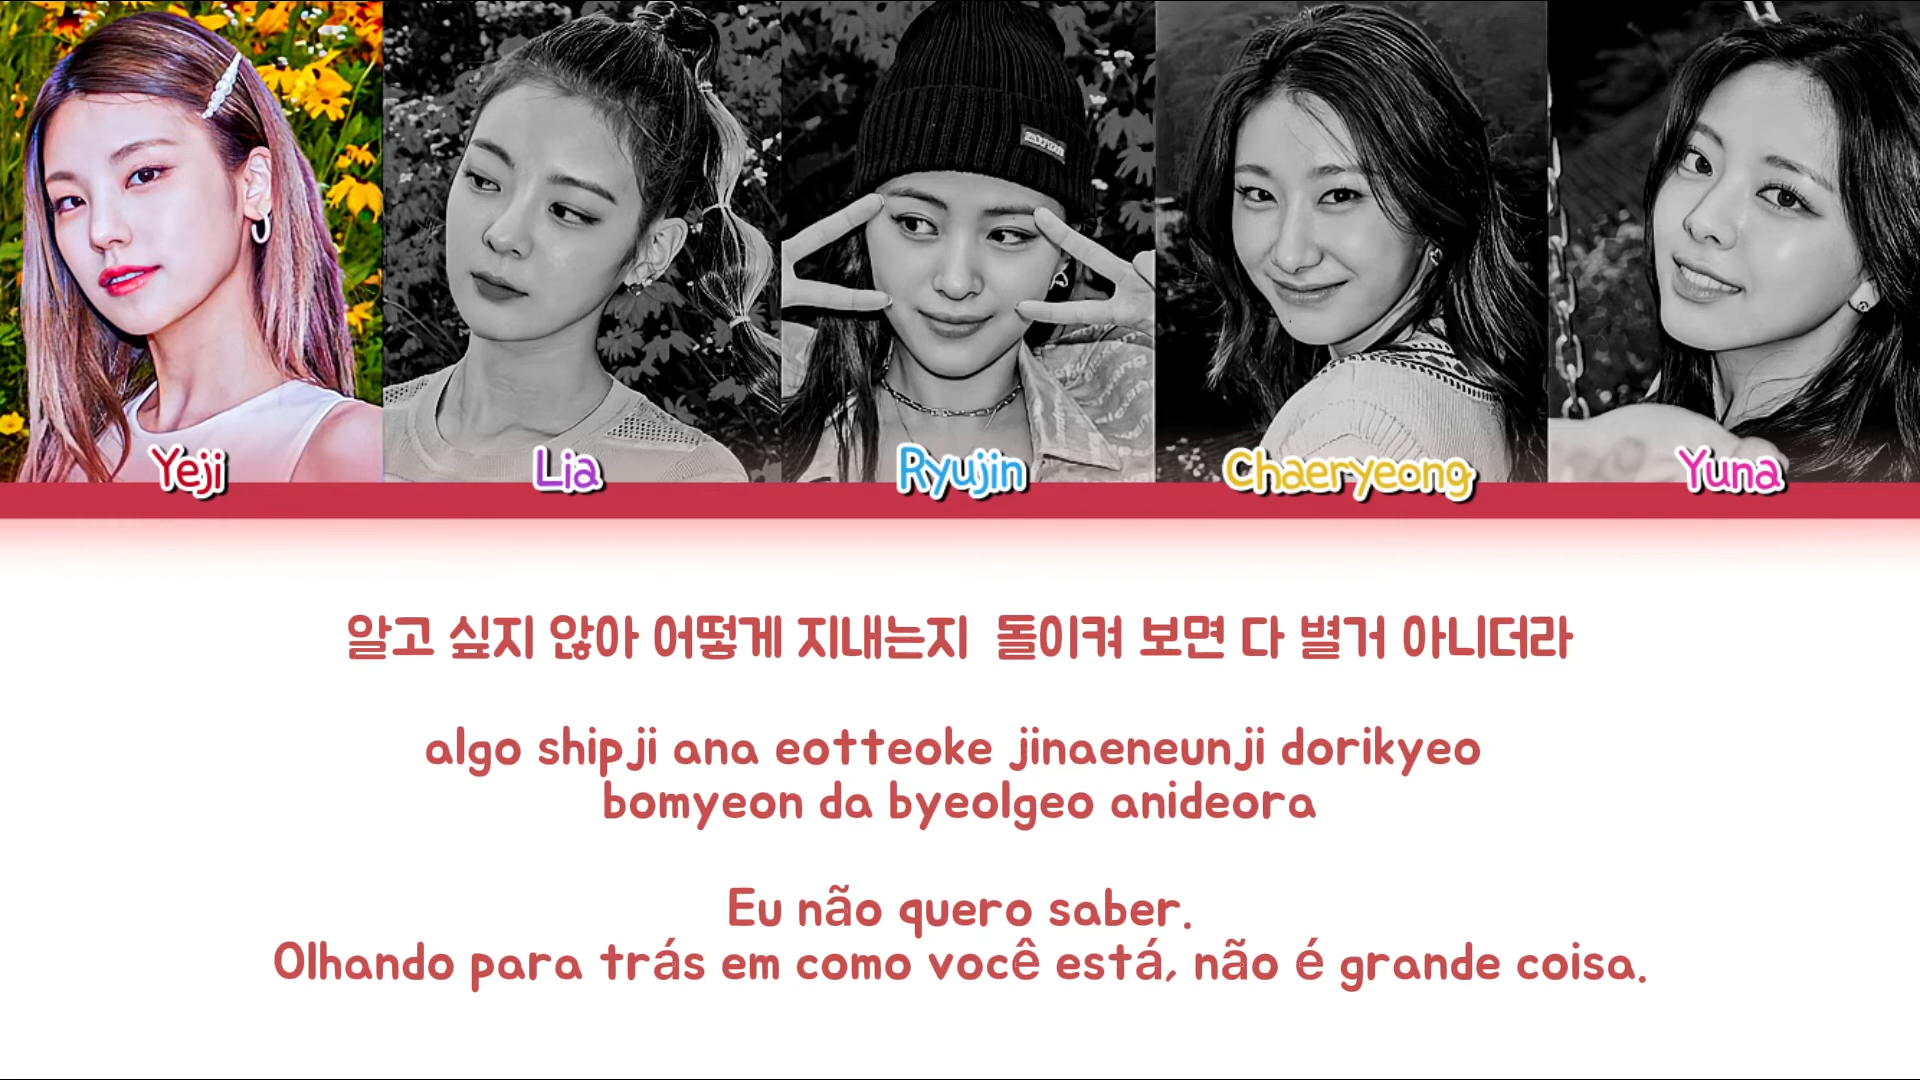 Yeji
Lia
Ryujin
Chaeryeong
Yuna
알고 싶지 않아 어떻게 지내는지 돌이켜 보면 다 별거 아니더라
algo shipji ana eotteoke jinaeneunji dorikyeo
bomyeon da byeolgeo anideora
Eu não quero saber.
Olhando para trás em como você está, não é grande coisa.